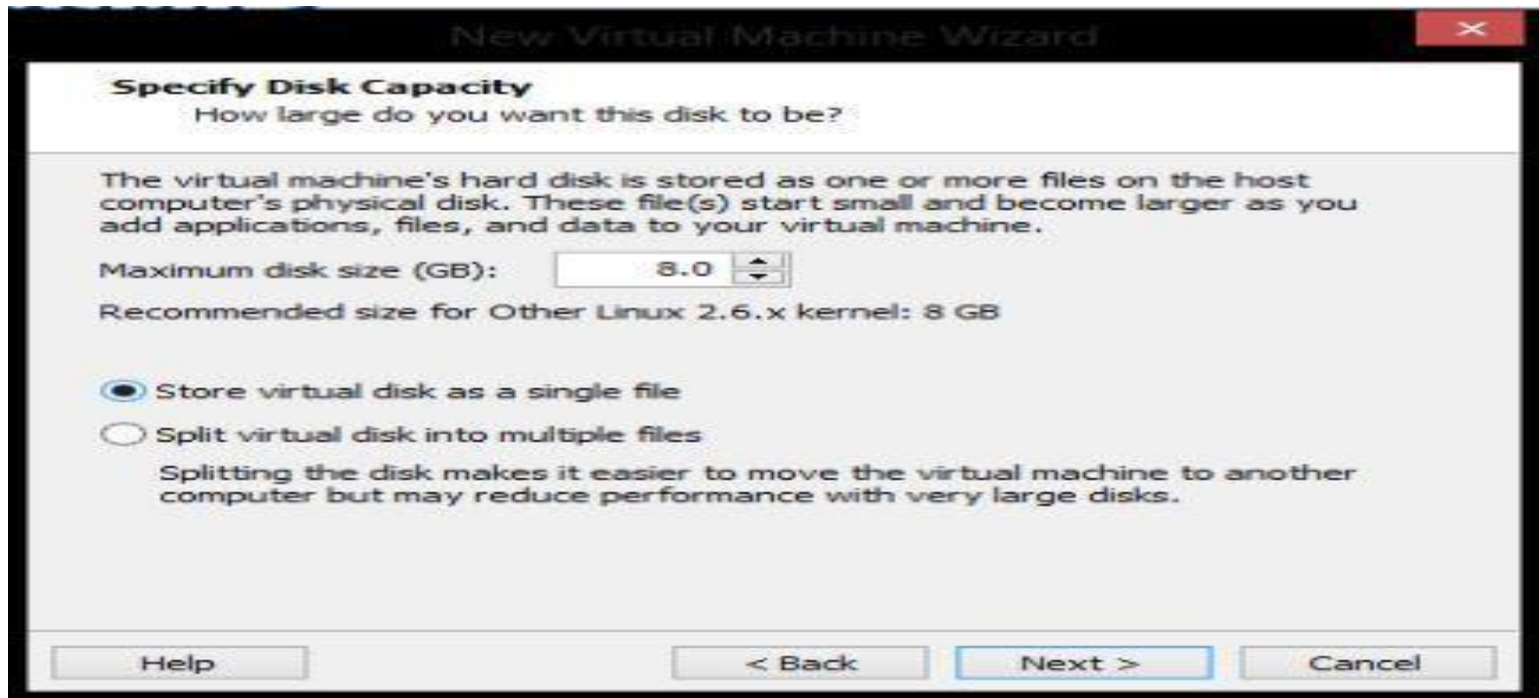 New Virtual Machine Wizard
Specify Disk Capacity
How large do you want this disk to be?
The virtual machine's hard disk is stored as one or more files on the host
computer's physical disk. These file(s) start small and become larger as you
add applications, files, and data to your virtual machine.
Maximum disk size (GB): 8.0
Recommended size for Other Linux 2.6.x kernel: 8 GB
Store virtual disk as a single file
Split virtual disk into multiple files
Splitting the disk makes it easier to move the virtual machine to another
computer but may reduce performance with very large disks.
Help < Back Next > Cancel